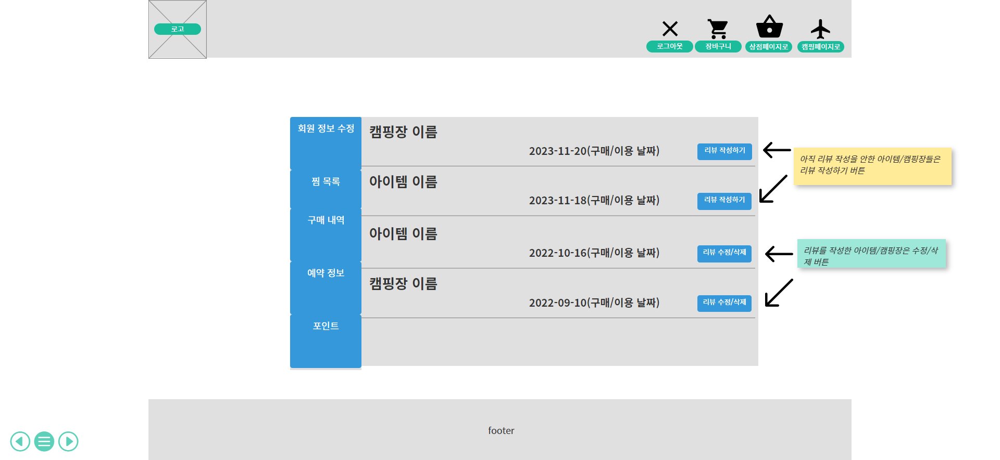 로고
로그아웃
장바구니
상점페이지로
캠핑페이지로
회원 정보 수정
찜 목록
구매 내역
예약 정보
포인트
캠핑장 이름
2023-11-20(구매/이용 날짜)
리뷰 작성하기
아이템 이름
2023-11-18(구매/이용 날짜)
리뷰 작성하기
아이템 이름
2022-10-16(구매/이용 날짜)
리뷰 수정/삭제
캠핑장 이름
2022-09-10(구매/이용 날짜)
리뷰 수정/삭제
아직 리뷰 작성을 안한 아이템/캠핑장들은
리뷰 작성하기 버튼
리뷰를 작성한 아이템/캠핑장은 수정/삭
제 버튼
footer